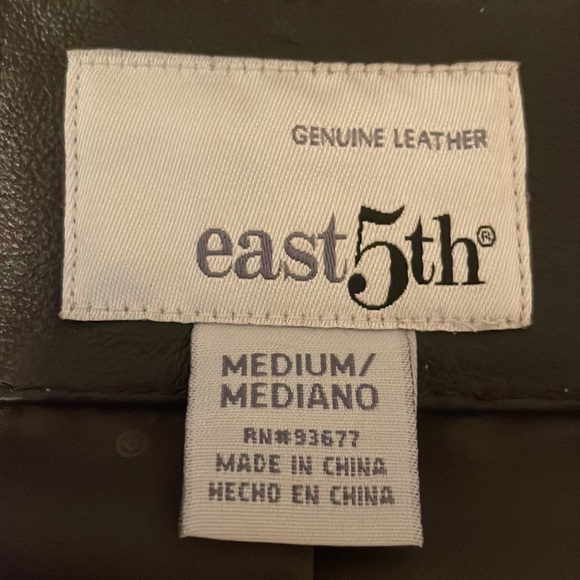 GENUINE LEATHER
east5th®
MEDIUM/
MEDIANO
RN#93677
MADE IN CHINA
HECHO EN CHINA